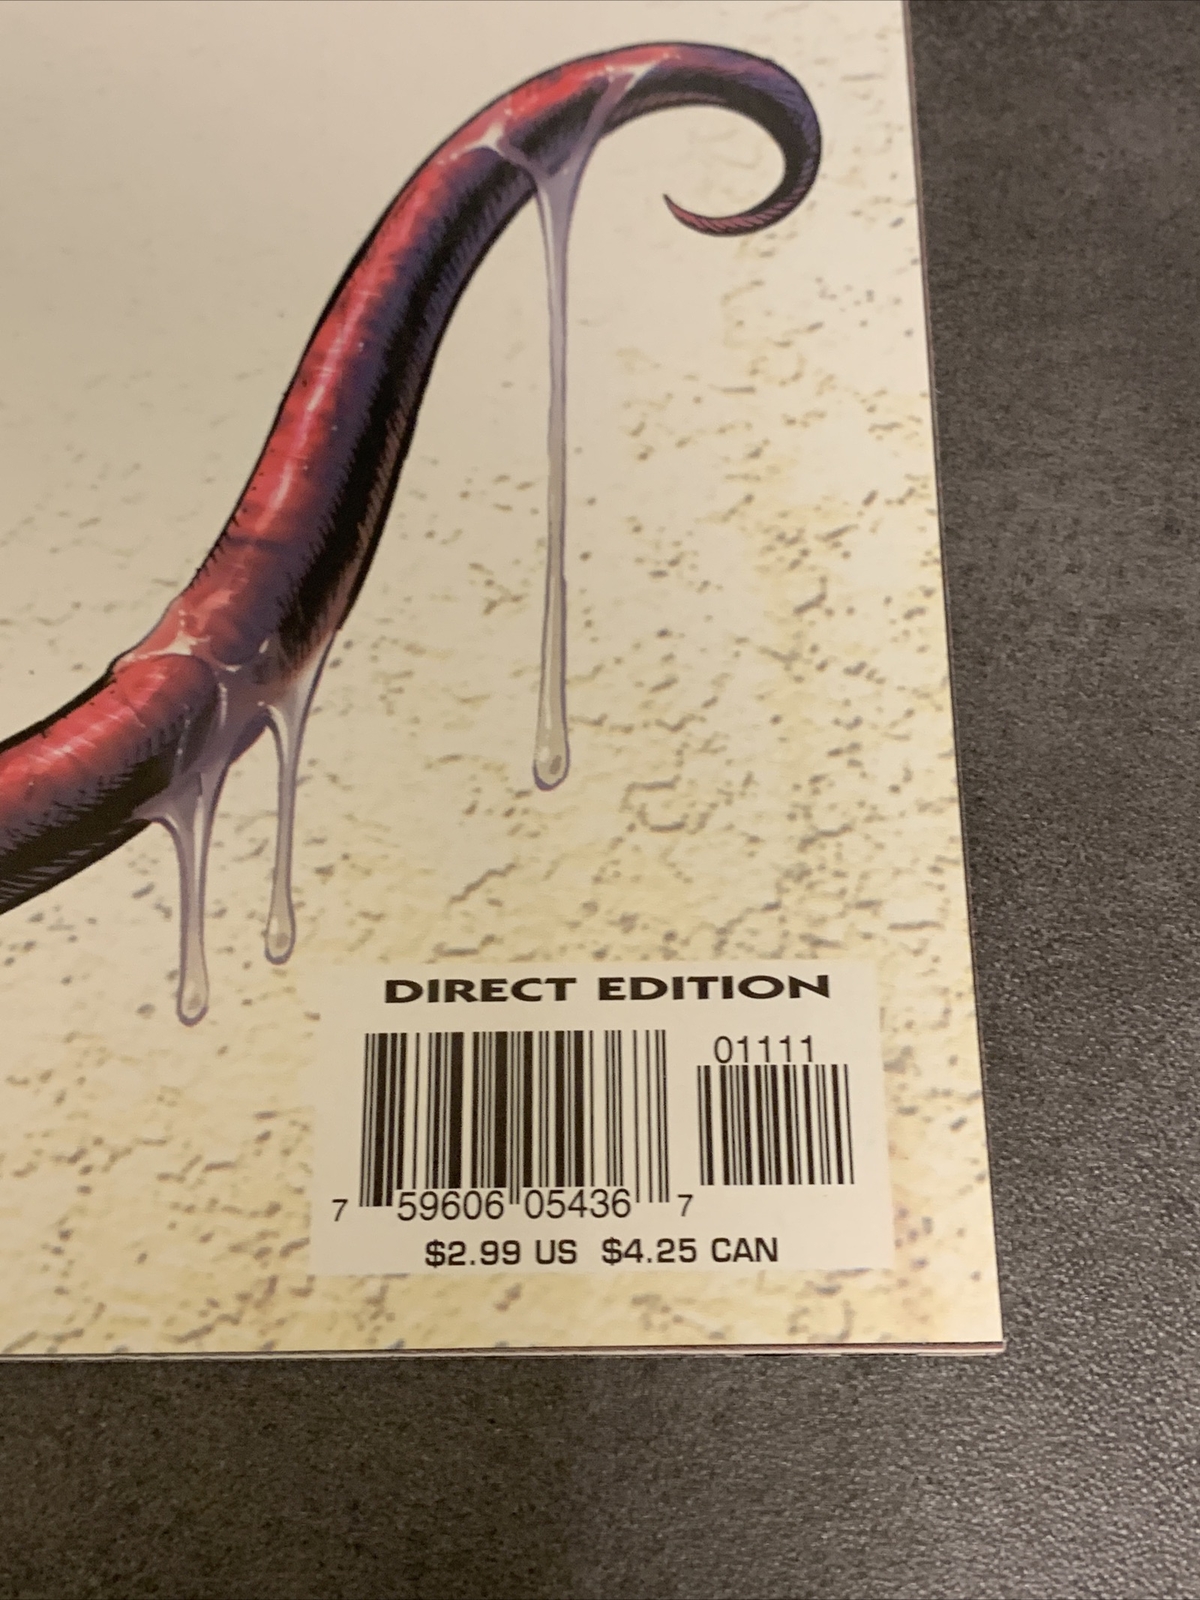 DIRECT EDITION
01111
7 59606 05436 7
$2.99 US $4.25 CAN